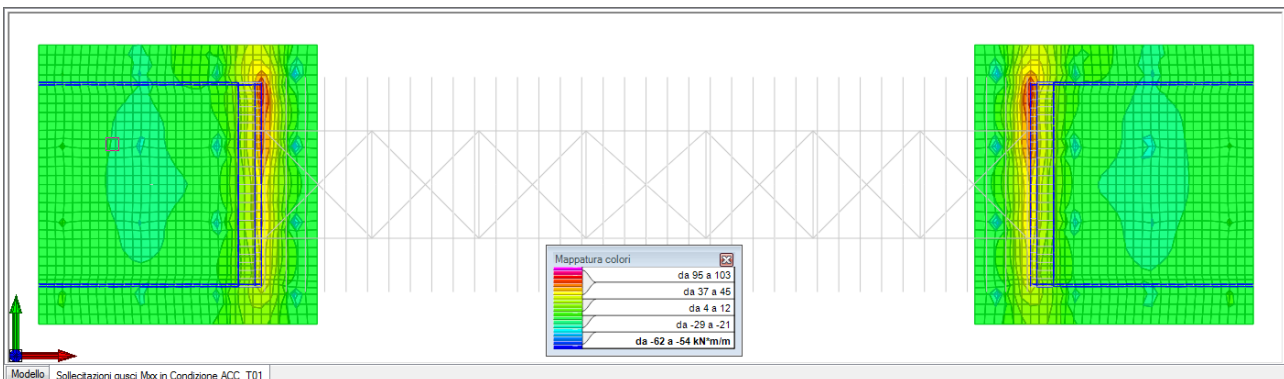 Mappatura colori
da 95 a 103
da 37 a 45
da 4 a 12
da -29 a -21
da -62 a -54 kN*m/m
Modello
Sollecitazioni gusci Mxx in Condizione ACC_T01